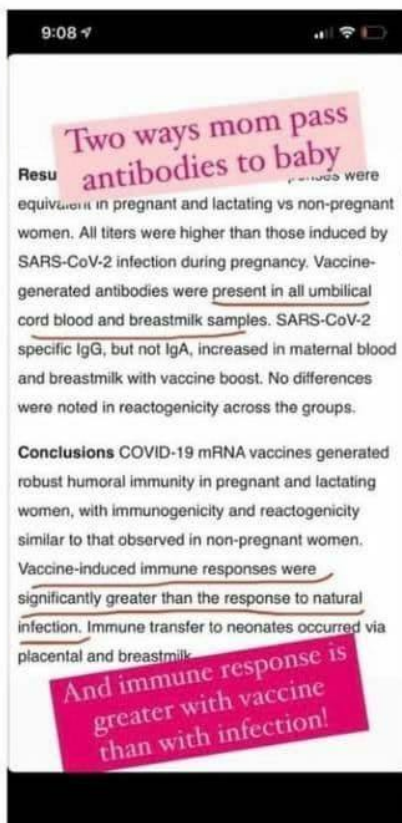 9:08
Two ways mom pass
antibodies to baby
Resu were
equivalent in pregnant and lactating vs non-pregnant
women. All titers were higher than those induced by
SARS-CoV-2 infection during pregnancy. Vaccine-
generated antibodies were present in all umbilical
cord blood and breastmilk samples. SARS-CoV-2
specific IgG, but not IgA, increased in maternal blood
and breastmilk with vaccine boost. No differences
were noted in reactogenicity across the groups.
Conclusions COVID-19 mRNA vaccines generated
robust humoral immunity in pregnant and lactating
women, with immunogenicity and reactogenicity
similar to that observed in non-pregnant women.
Vaccine-induced immune responses were
significantly greater than the response to natural
infection. Immune transfer to neonates occurred via
placental and breastmilk
And immune response is
greater with vaccine
than with infection!